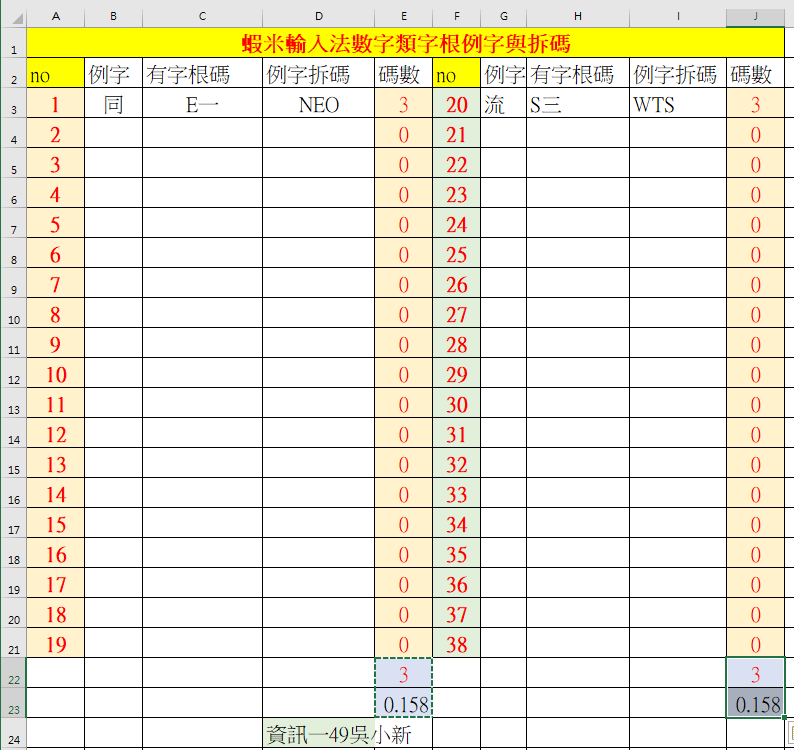 A B C D E F G H I J
1 蝦米輸入法數字類字根例字與拆碼
2 no 例字 有字根碼 例字拆碼 碼數 no 例字 有字根碼 例字拆碼 碼數
3 1 同 E一 NEO 3 20 流 S三 WTS 3
4 2 0 21 0
5 3 0 22 0
6 4 0 23 0
7 5 0 24 0
8 6 0 25 0
9 7 0 26 0
10 8 0 27 0
11 9 0 28 0
12 10 0 29 0
13 11 0 30 0
14 12 0 31 0
15 13 0 32 0
16 14 0 33 0
17 15 0 34 0
18 16 0 35 0
19 17 0 36 0
20 18 0 37 0
21 19 0 38 0
22 3 3
23 0.158 0.158
24 資訊一49吳小新